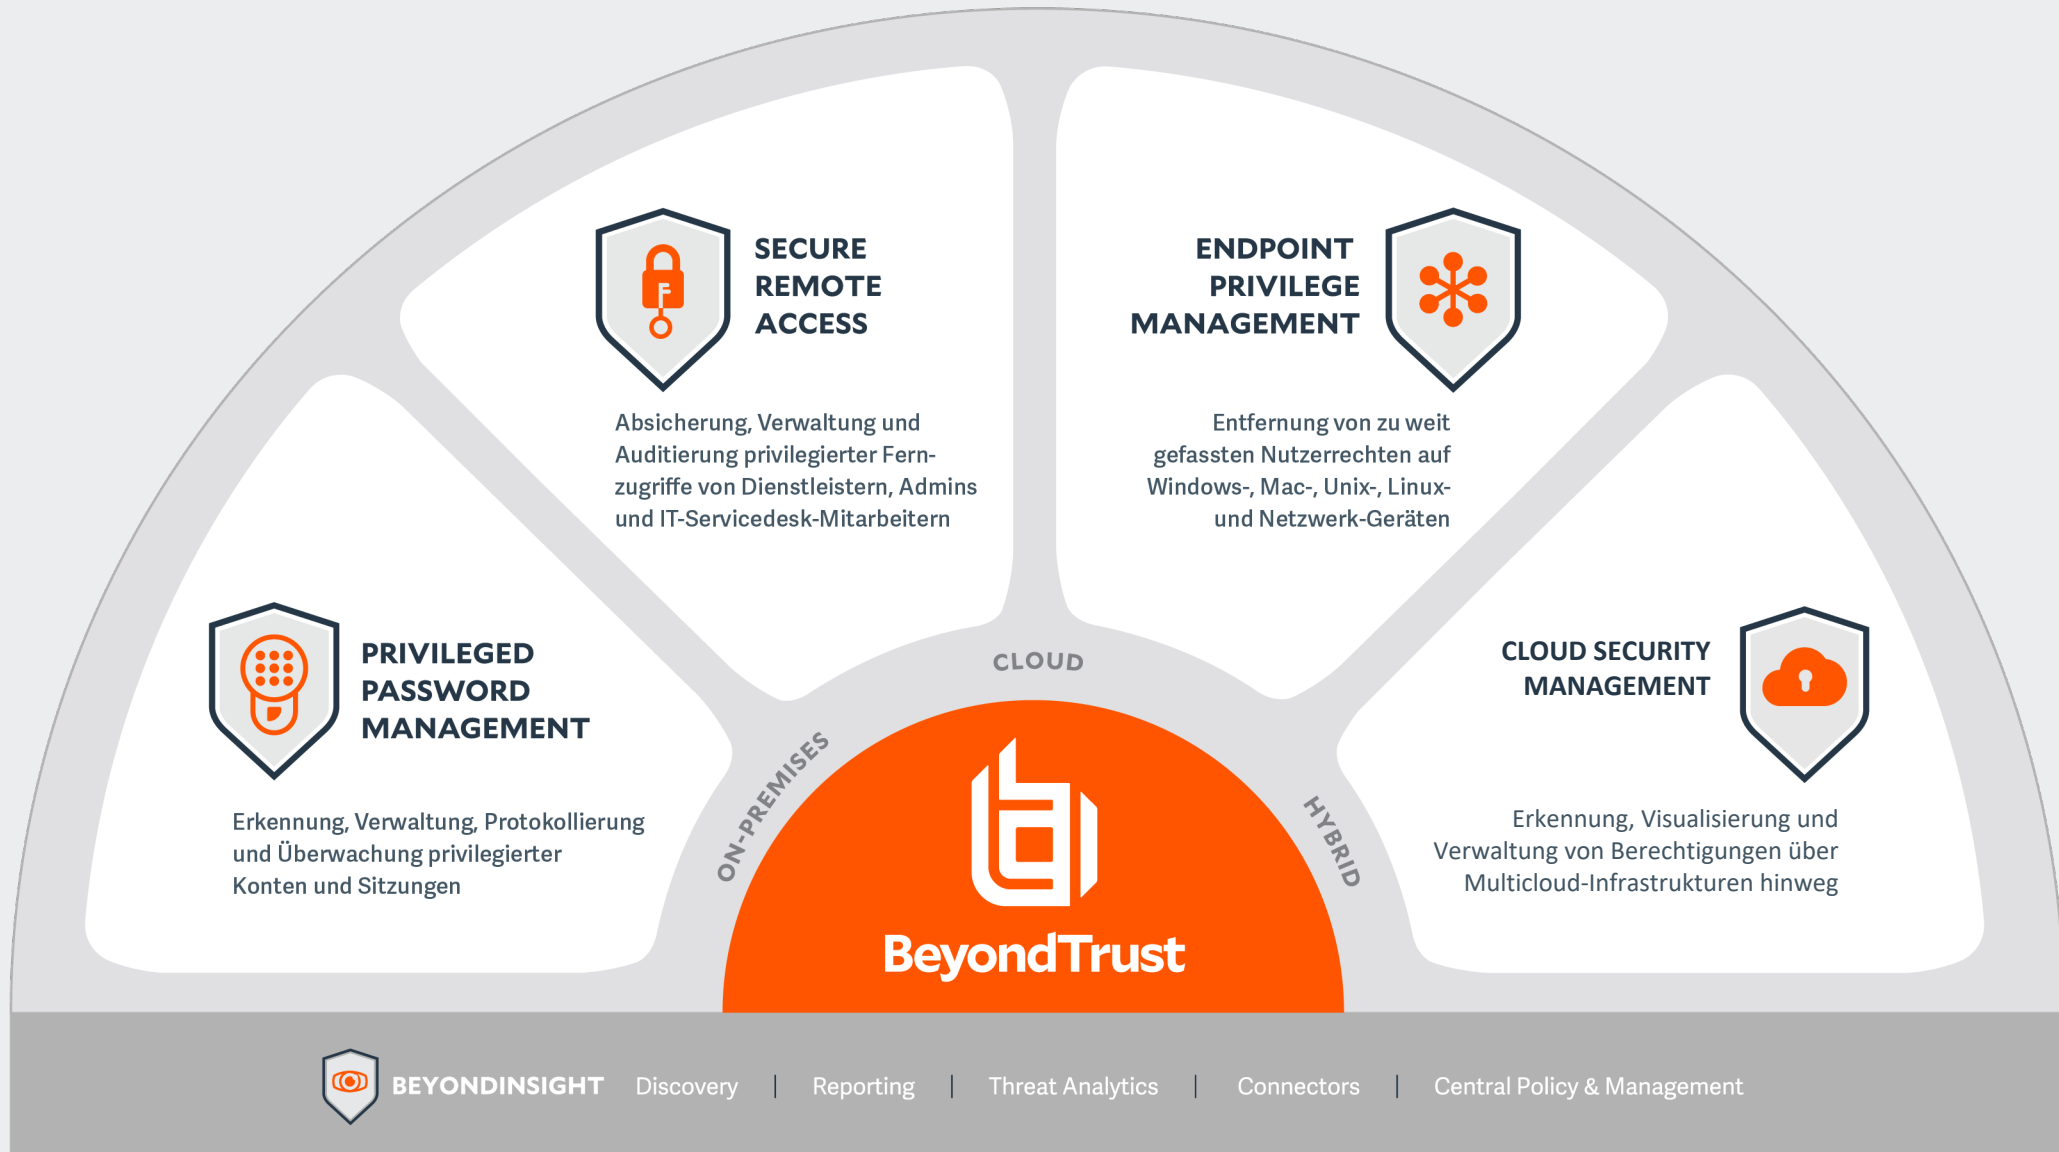 SECURE
REMOTE
ACCESS
Absicherung, Verwaltung und
Auditierung privilegierter Fern-
zugriffe von Dienstleistern, Admins
und IT-Servicedesk-Mitarbeitern
ENDPOINT
PRIVILEGE
MANAGEMENT
Entfernung von zu weit
gefassten Nutzerrechten auf
Windows-, Mac-, Unix-, Linux-
und Netzwerk-Geräten
PRIVILEGED
PASSWORD
MANAGEMENT
Erkennung, Verwaltung, Protokollierung
und Überwachung privilegierter
Konten und Sitzungen
CLOUD SECURITY
MANAGEMENT
Erkennung, Visualisierung und
Verwaltung von Berechtigungen über
Multicloud-Infrastrukturen hinweg
ON-PREMISES
CLOUD
HYBRID
BeyondTrust
BEYONDINSIGHT Discovery | Reporting | Threat Analytics | Connectors | Central Policy & Management